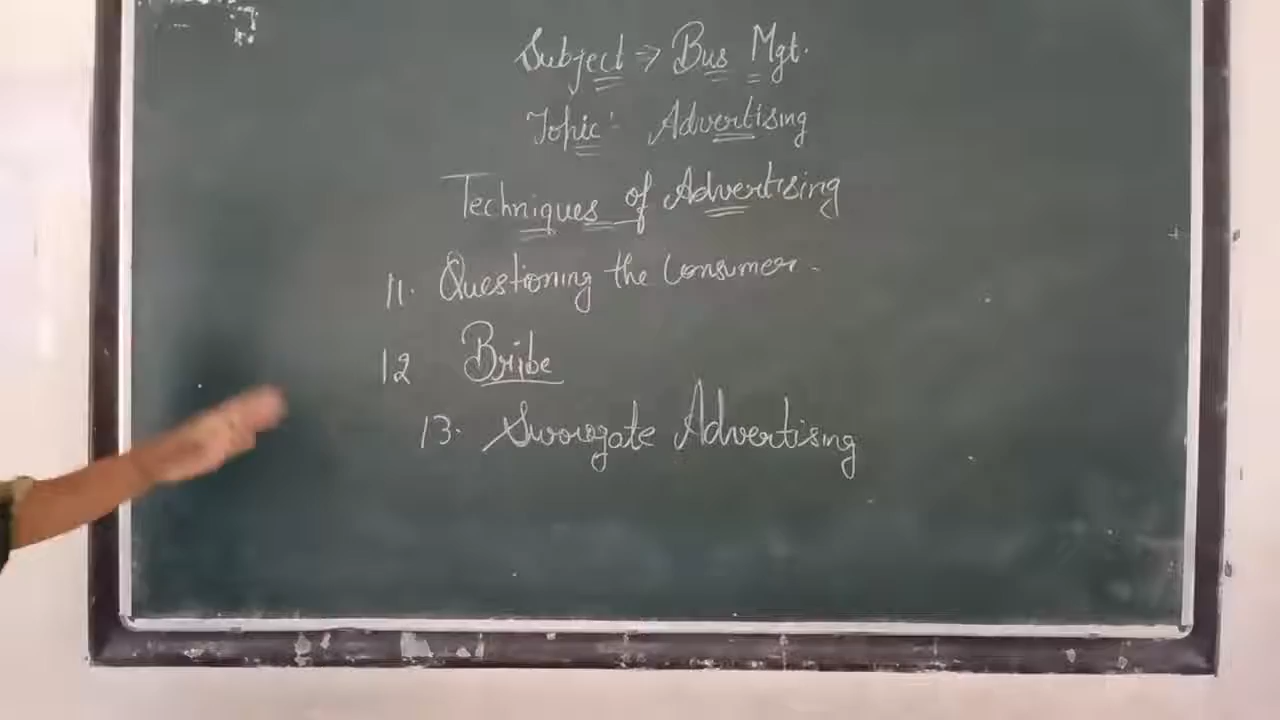 Subject → Bus Mgt.
Topic: Advertising
Techniques of Advertising
11. Questioning the Consumer.
12 Bribe
13. Surrogate Advertising